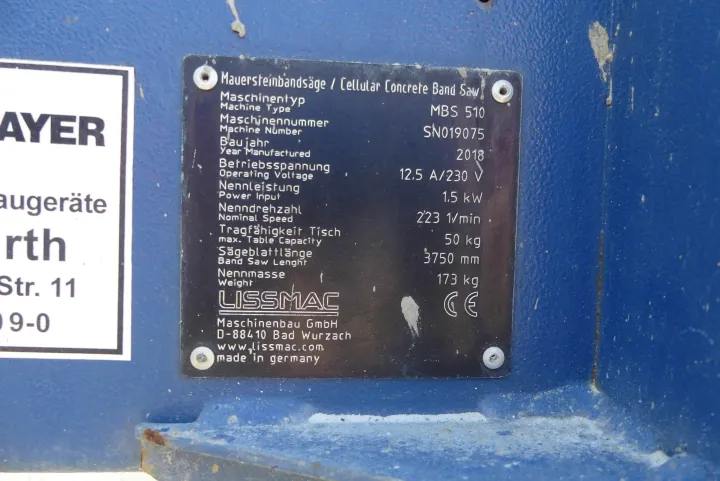 AYER
augeräte
rth
Str. 11
09-0
Mauersteinbandsäge / Cellular Concrete Band Saw
Maschinentyp
Machine Type MBS 510
Maschinennummer
Machine Number SN019075
Baujahr
Year Manufactured 2018
Betriebsspannung
Operating Voltage 12.5 A/230 V
Nennleistung
Power Input 1,5 kW
Nenndrehzahl
Nominal Speed 223 1/min
Tragfähigkeit Tisch
max. Table Capacity 50 kg
Sägeblattlänge
Band Saw Lenght 3750 mm
Nennmasse
Weight 173 kg
LISSMAC CE
Maschinenbau GmbH
D-88410 Bad Wurzach
www.lissmac.com
made in germany